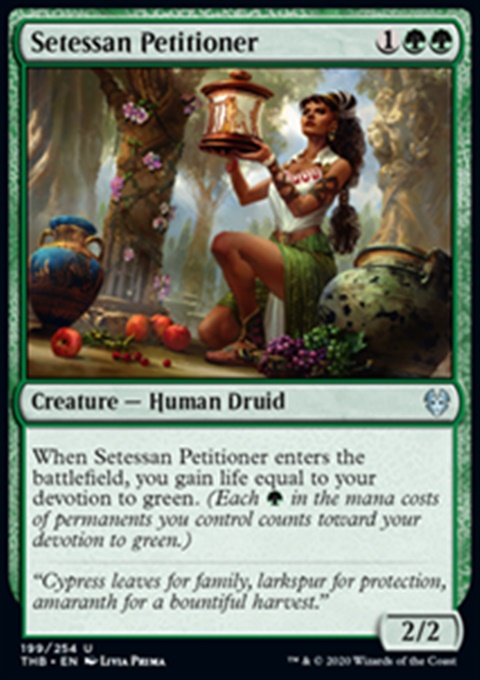 Setessan Petitioner 1
Creature — Human Druid
When Setessan Petitioner enters the
battlefield, you gain life equal to your
devotion to green. (Each in the mana costs
of permanents you control counts toward your
devotion to green.)
“Cypress leaves for family, larkspur for protection,
amaranth for a bountiful harvest.”
2/2
199/254 U
THB • EN Livia Prima
™ & © 2020 Wizards of the Coast